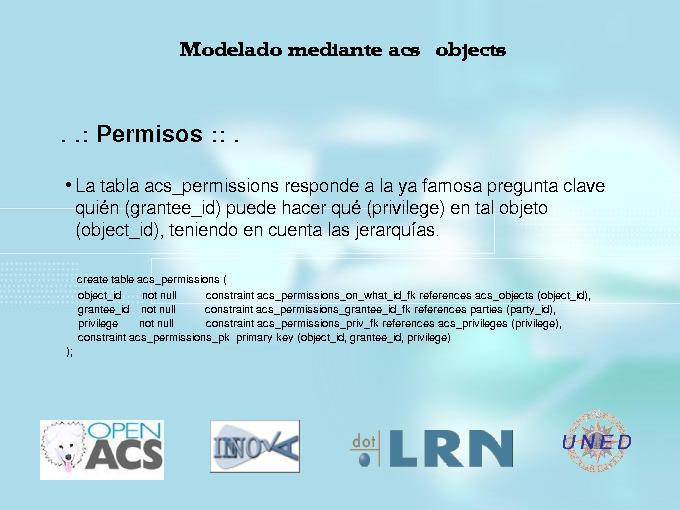 Modelado mediante acs objects
. .: Permisos :: .
• La tabla acs_permissions responde a la ya famosa pregunta clave
quién (grantee_id) puede hacer qué (privilege) en tal objeto
(object_id), teniendo en cuenta las jerarquías.
create table acs_permissions (
object_id not null constraint acs_permissions_on_what_id_fk references acs_objects (object_id),
grantee_id not null constraint acs_permissions_grantee_id_fk references parties (party_id),
privilege not null constraint acs_permissions_priv_fk references acs_privileges (privilege),
constraint acs_permissions_pk primary key (object_id, grantee_id, privilege)
);
OPEN
ACS
INNOVA
dot LRN
UNED